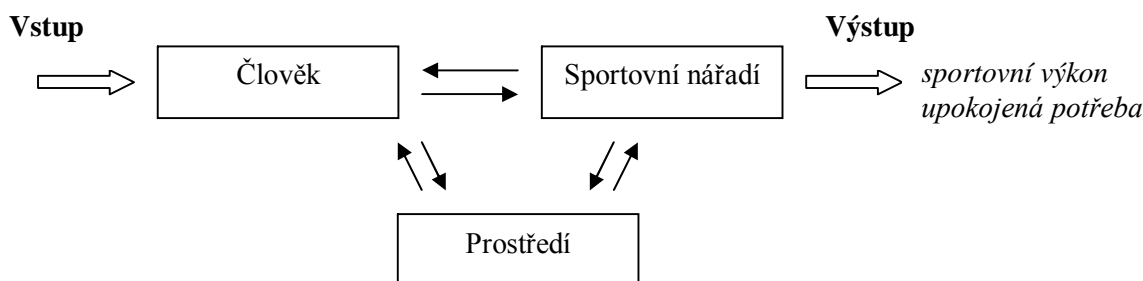 Vstup
Výstup
Člověk
Sportovní nářadí
sportovní výkon
upokojená potřeba
Prostředí